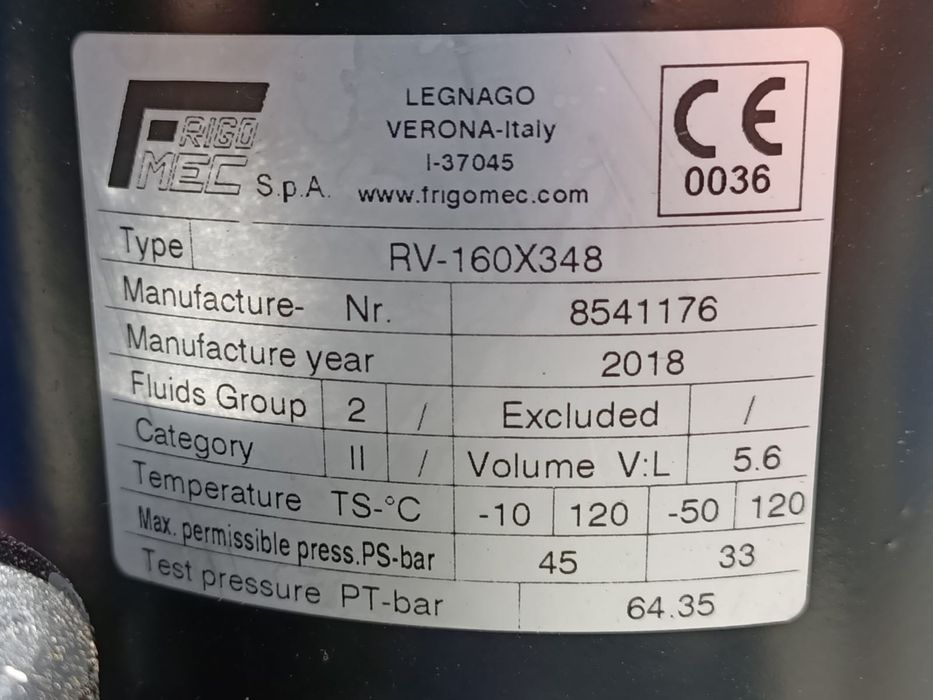 FRIGO
MEC S.p.A.
LEGNAGO
VERONA-Italy
I-37045
www.frigomec.com
CE
0036
Type RV-160X348
Manufacture- Nr. 8541176
Manufacture year 2018
Fluids Group 2 / Excluded /
Category II / Volume V:L 5.6
Temperature TS-°C -10 120 -50 120
Max. permissible press.PS-bar 45 33
Test pressure PT-bar 64.35